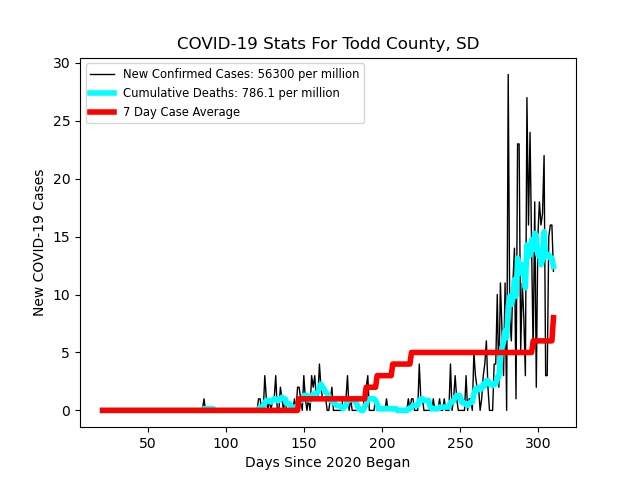 COVID-19 Stats For Todd County, SD
New Confirmed Cases: 56300 per million
Cumulative Deaths: 786.1 per million
7 Day Case Average
New COVID-19 Cases
30
25
20
15
10
5
0
50 100 150 200 250 300
Days Since 2020 Began